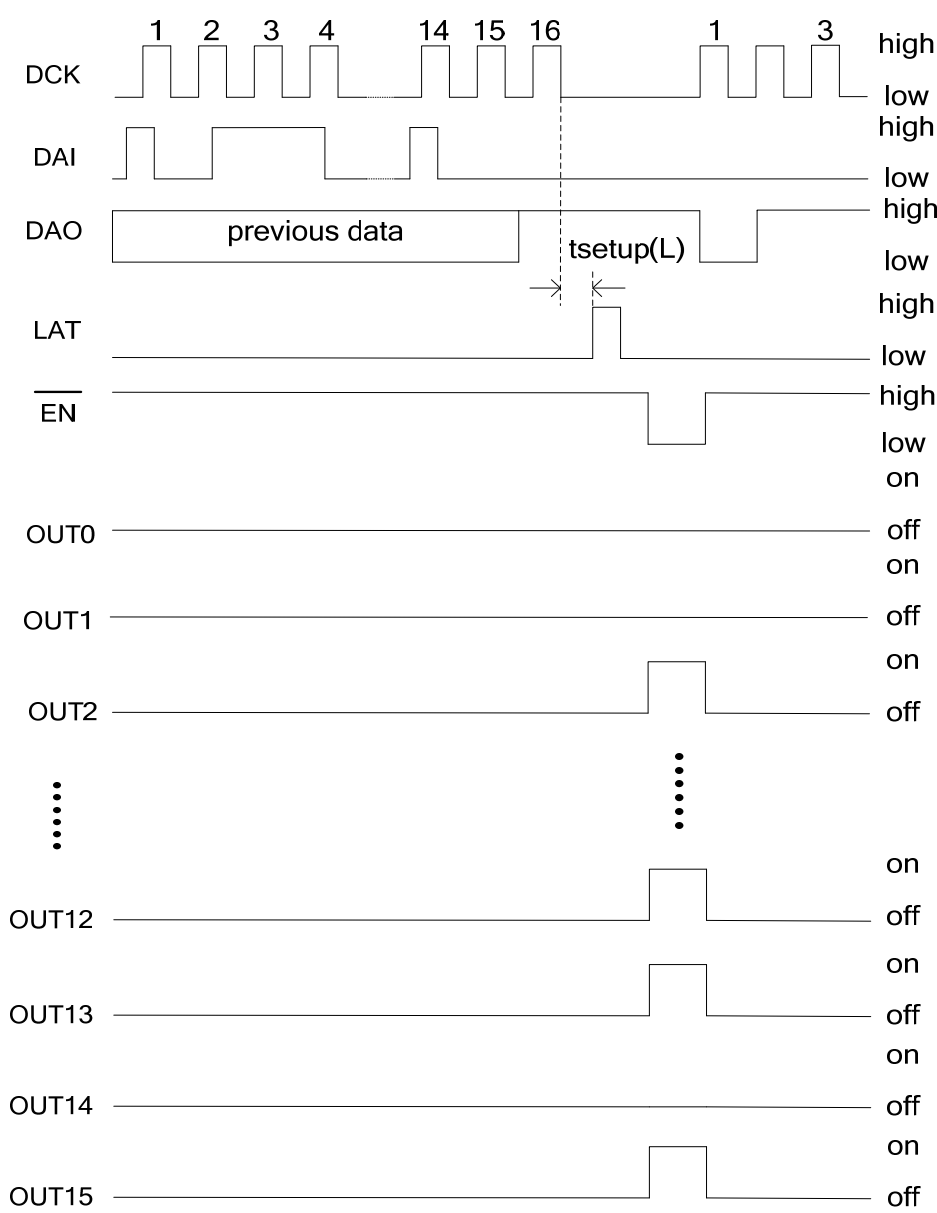 1 2 3 4 14 15 16 1 3
DCK high
low
DAI high
low
DAO previous data high
tsetup(L)
low
LAT high
low
EN high
low
on
OUT0 off
on
OUT1 off
on
OUT2 off
on
OUT12 off
on
OUT13 off
on
OUT14 off
on
OUT15 off